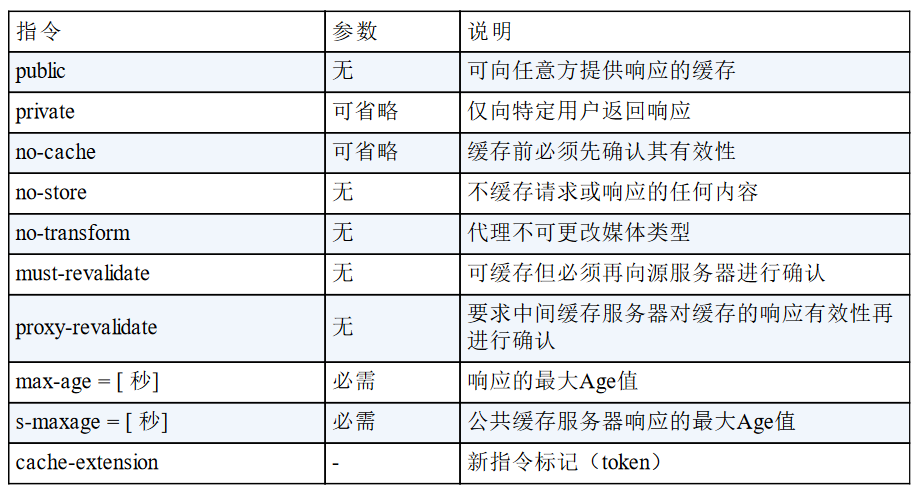 指令 参数 说明
public 无 可向任意方提供响应的缓存
private 可省略 仅向特定用户返回响应
no-cache 可省略 缓存前必须先确认其有效性
no-store 无 不缓存请求或响应的任何内容
no-transform 无 代理不可更改媒体类型
must-revalidate 无 可缓存但必须再向源服务器进行确认
proxy-revalidate 无 要求中间缓存服务器对缓存的响应有效性再
进行确认
max-age = [ 秒] 必需 响应的最大Age值
s-maxage = [ 秒] 必需 公共缓存服务器响应的最大Age值
cache-extension - 新指令标记（token）